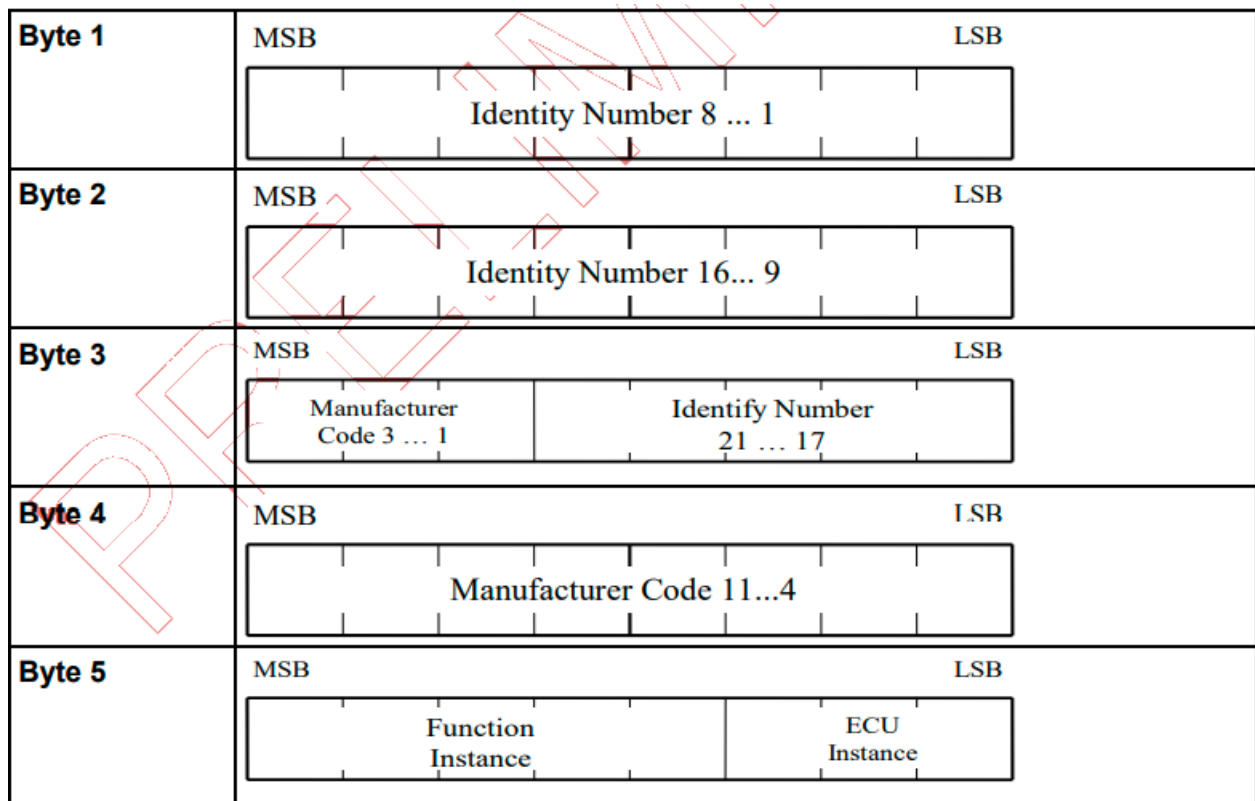 Byte 1
MSB LSB
Identity Number 8 ... 1
Byte 2
MSB LSB
Identity Number 16... 9
Byte 3
MSB LSB
Manufacturer
Code 3 … 1
Identify Number
21 … 17
Byte 4
MSB LSB
Manufacturer Code 11...4
Byte 5
MSB LSB
Function
Instance
ECU
Instance